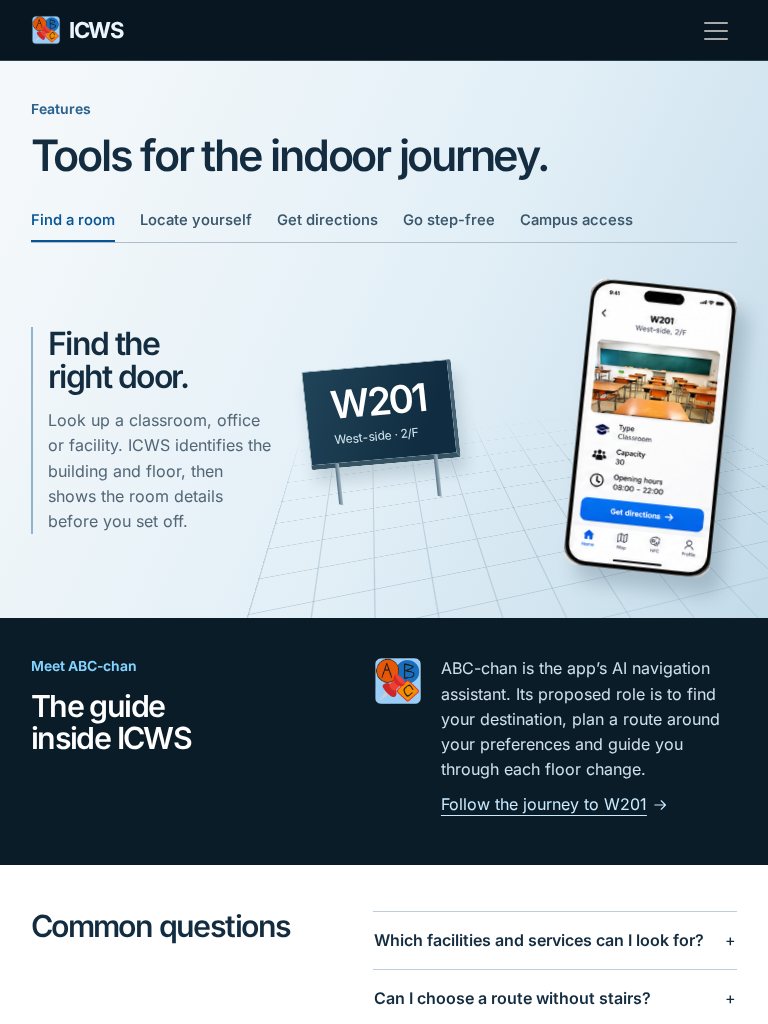 ICWS
Features
Tools for the indoor journey.
Find a room
Locate yourself
Get directions
Go step-free
Campus access
Find the
right door.
Look up a classroom, office
or facility. ICWS identifies the
building and floor, then
shows the room details
before you set off.
W201
West-side · 2/F
9:41
W201
West-side, 2/F
Type
Classroom
Capacity
30
Opening hours
08:00 – 22:00
Get directions →
Home
Map
NFC
Profile
Meet ABC-chan
The guide
inside ICWS
A B C
ABC-chan is the app’s AI navigation
assistant. Its proposed role is to find
your destination, plan a route around
your preferences and guide you
through each floor change.
Follow the journey to W201 →
Common questions
Which facilities and services can I look for? +
Can I choose a route without stairs? +